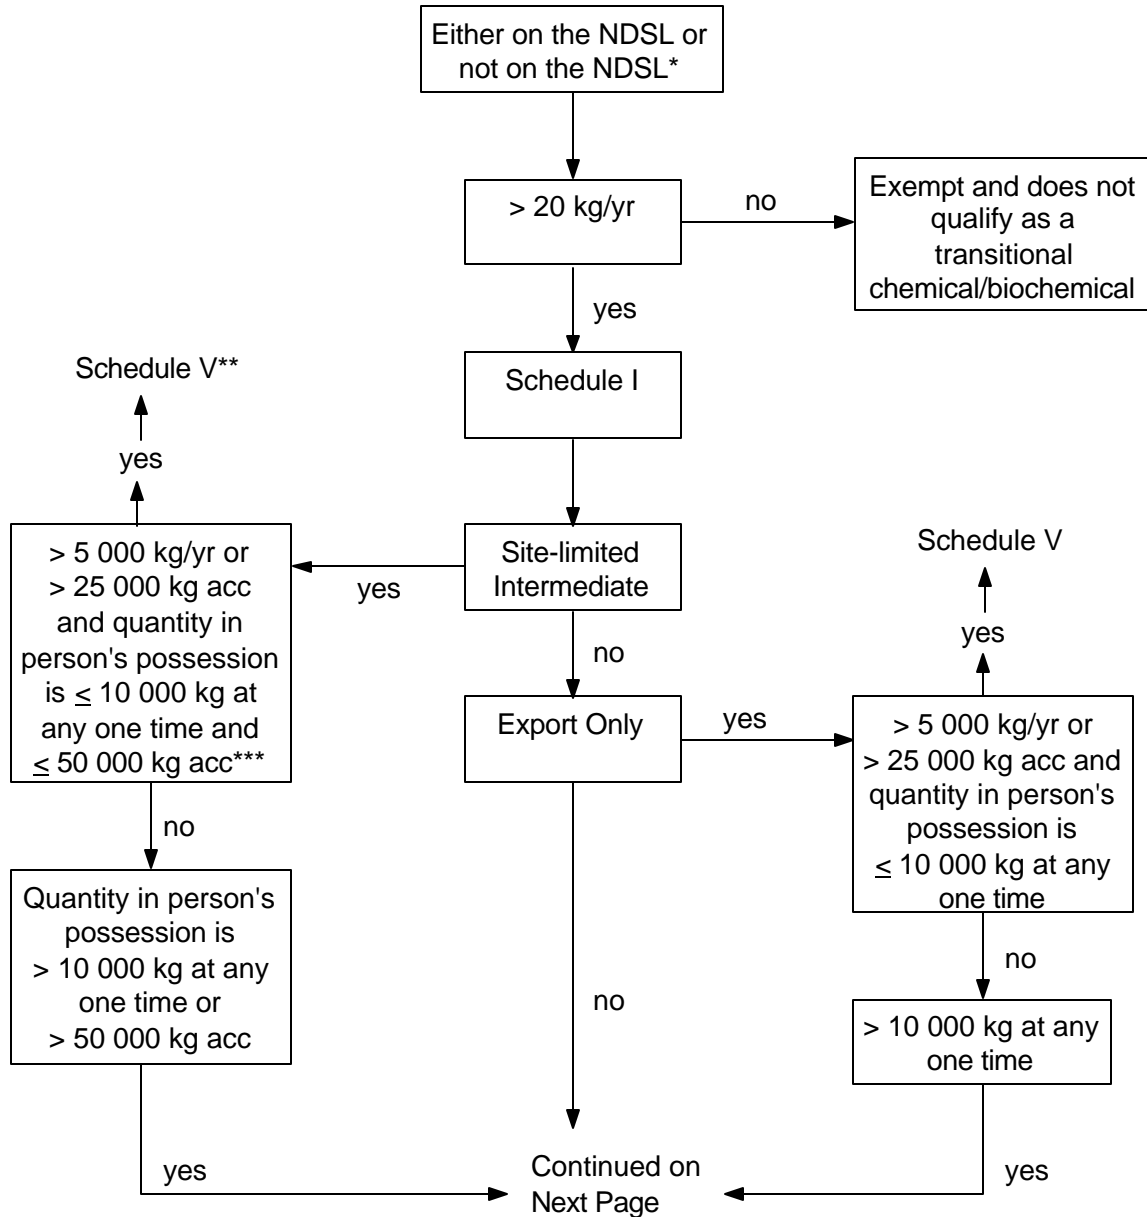 Either on the NDSL or
not on the NDSL*
> 20 kg/yr
no
Exempt and does not
qualify as a
transitional
chemical/biochemical
yes
Schedule I
Schedule V**
yes
> 5 000 kg/yr or
> 25 000 kg acc
and quantity in
person's possession
is ≤ 10 000 kg at
any one time and
≤ 50 000 kg acc***
yes
Site-limited
Intermediate
no
Schedule V
yes
Export Only
yes
> 5 000 kg/yr or
> 25 000 kg acc and
quantity in person's
possession is
≤ 10 000 kg at any
one time
no
Quantity in person's
possession is
> 10 000 kg at any
one time or
> 50 000 kg acc
no
no
> 10 000 kg at any
one time
yes
Continued on
Next Page
yes